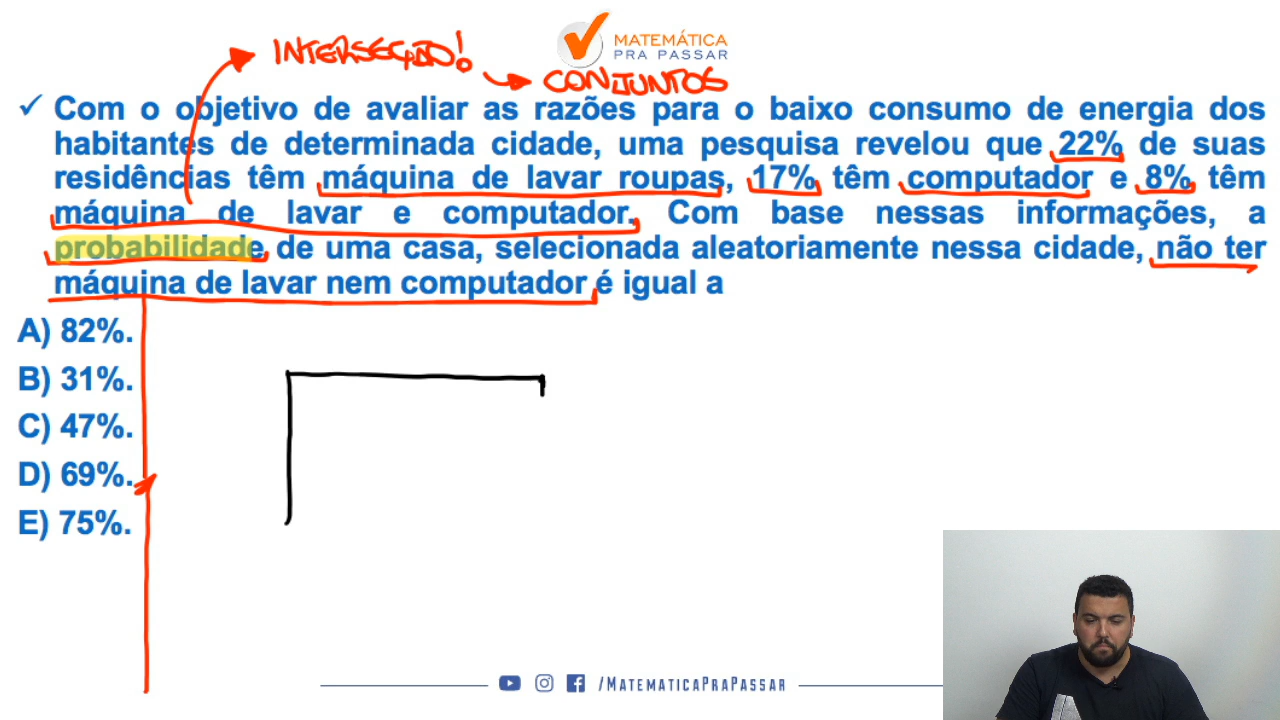 INTERSEÇÃO!
MATEMÁTICA
PRA PASSAR
CONJUNTOS
✓ Com o objetivo de avaliar as razões para o baixo consumo de energia dos
habitantes de determinada cidade, uma pesquisa revelou que 22% de suas
residências têm máquina de lavar roupas, 17% têm computador e 8% têm
máquina de lavar e computador. Com base nessas informações, a
probabilidade de uma casa, selecionada aleatoriamente nessa cidade, não ter
máquina de lavar nem computador é igual a
A) 82%.
B) 31%.
C) 47%.
D) 69%.
E) 75%.
/MATEMATICAPRAPASSAR